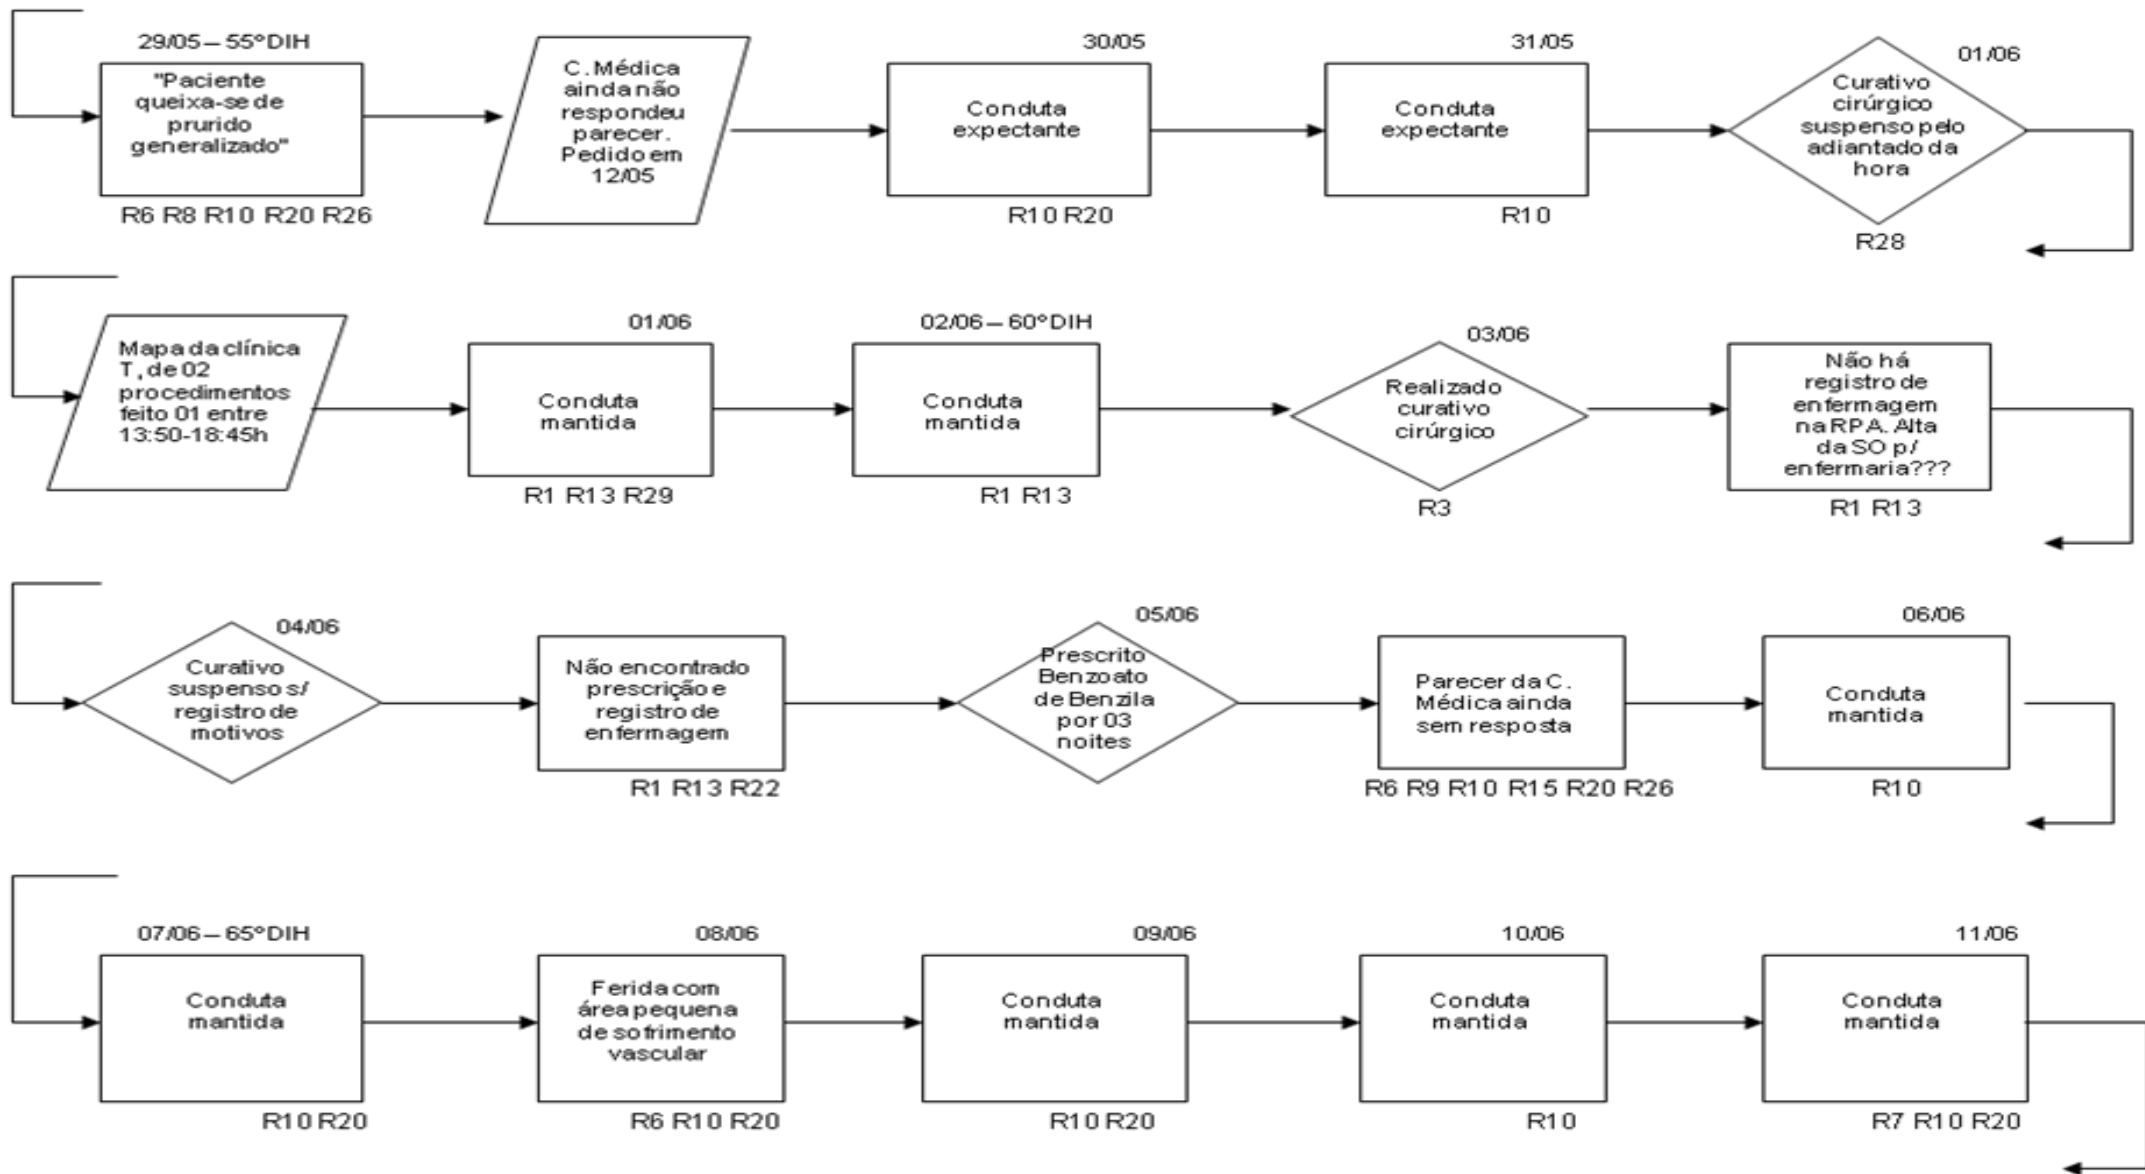 29/05 – 55ºDIH
"Paciente
queixa-se de
prurido
generalizado"
R6 R8 R10 R20 R26
C. Médica
ainda não
respondeu
parecer.
Pedido em
12/05
30/05
Conduta
expectante
R10 R20
31/05
Conduta
expectante
R10
01/06
Curativo
cirúrgico
suspenso pelo
adiantado da
hora
R28
Mapa da clínica
T, de 02
procedimentos
feito 01 entre
13:50-18:45h
01/06
Conduta
mantida
R1 R13 R29
02/06 – 60ºDIH
Conduta
mantida
R1 R13
03/06
Realizado
curativo
cirúrgico
R3
Não há
registro de
enfermagem
na RPA. Alta
da SO p/
enfermaria???
R1 R13
04/06
Curativo
suspenso s/
registro de
motivos
Não encontrado
prescrição e
registro de
enfermagem
R1 R13 R22
05/06
Prescrito
Benzoato
de Benzila
por 03
noites
Parecer da C.
Médica ainda
sem resposta
R6 R9 R10 R15 R20 R26
06/06
Conduta
mantida
R10
07/06 – 65ºDIH
Conduta
mantida
R10 R20
08/06
Ferida com
área pequena
de sofrimento
vascular
R6 R10 R20
09/06
Conduta
mantida
R10 R20
10/06
Conduta
mantida
R10
11/06
Conduta
mantida
R7 R10 R20